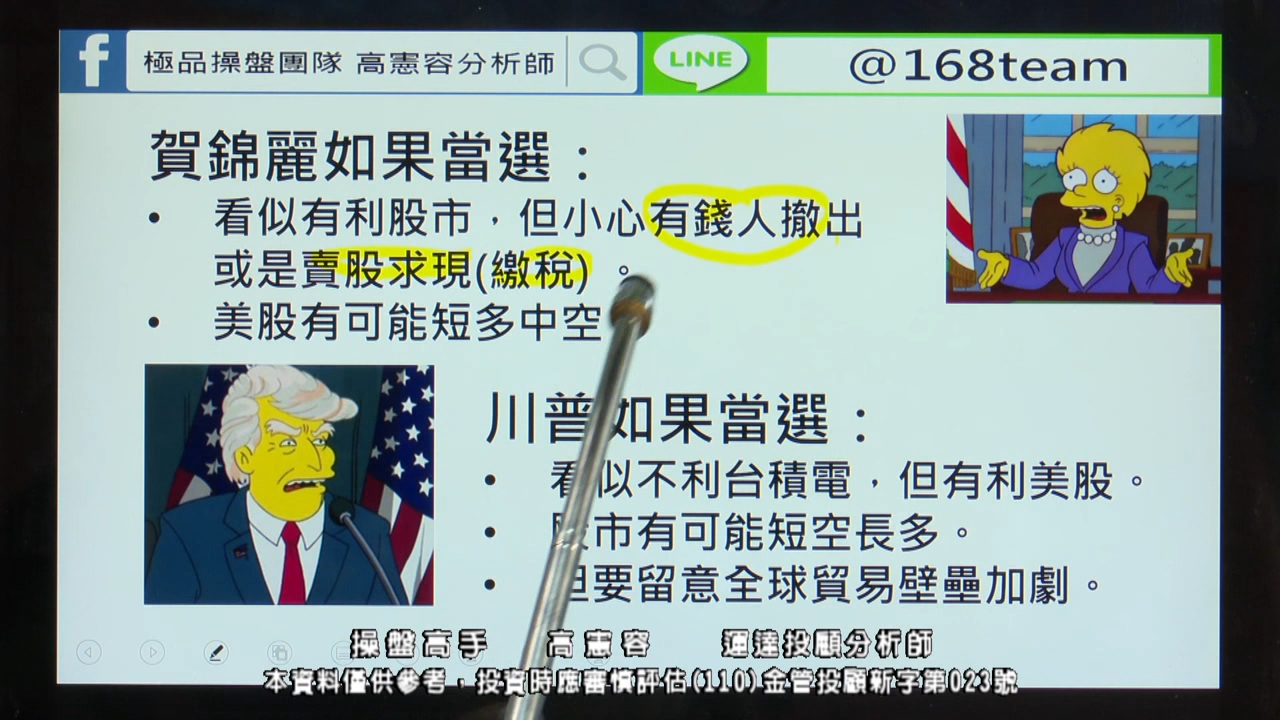 f 極品操盤團隊 高憲容分析師
LINE @168team
賀錦麗如果當選：
• 看似有利股市，但小心有錢人撤出
或是賣股求現(繳稅)。
• 美股有可能短多中空
川普如果當選：
• 看似不利台積電，但有利美股。
• 股市有可能短空長多。
• 但要留意全球貿易壁壘加劇。
操盤高手 高憲容 運達投顧分析師
本資料僅供參考，投資時應審慎評估(110)金管投顧新字第023號